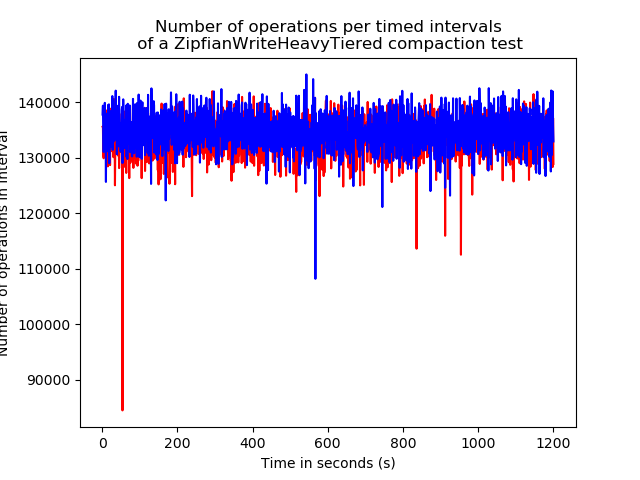 Number of operations per timed intervals
of a ZipfianWriteHeavyTiered compaction test
140000
130000
120000
110000
100000
90000
Number of operations in interval
0 200 400 600 800 1000 1200
Time in seconds (s)